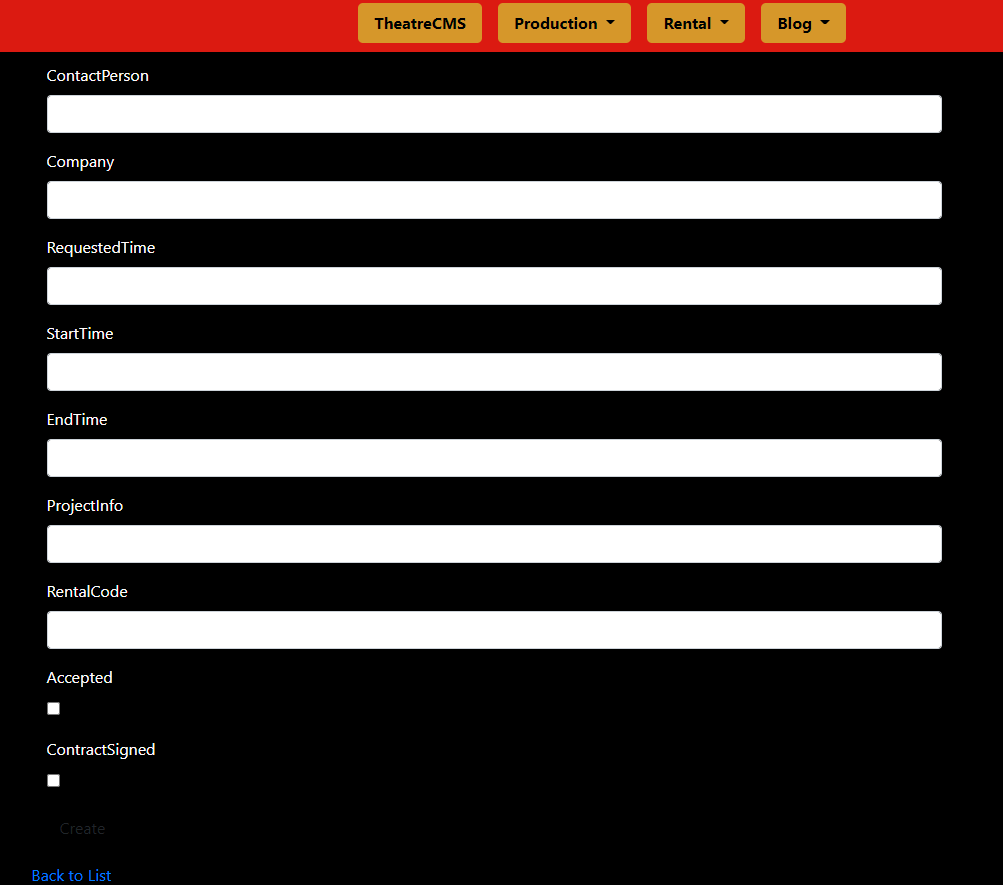 TheatreCMS Production Rental Blog
ContactPerson
Company
RequestedTime
StartTime
EndTime
ProjectInfo
RentalCode
Accepted
ContractSigned
Create
Back to List